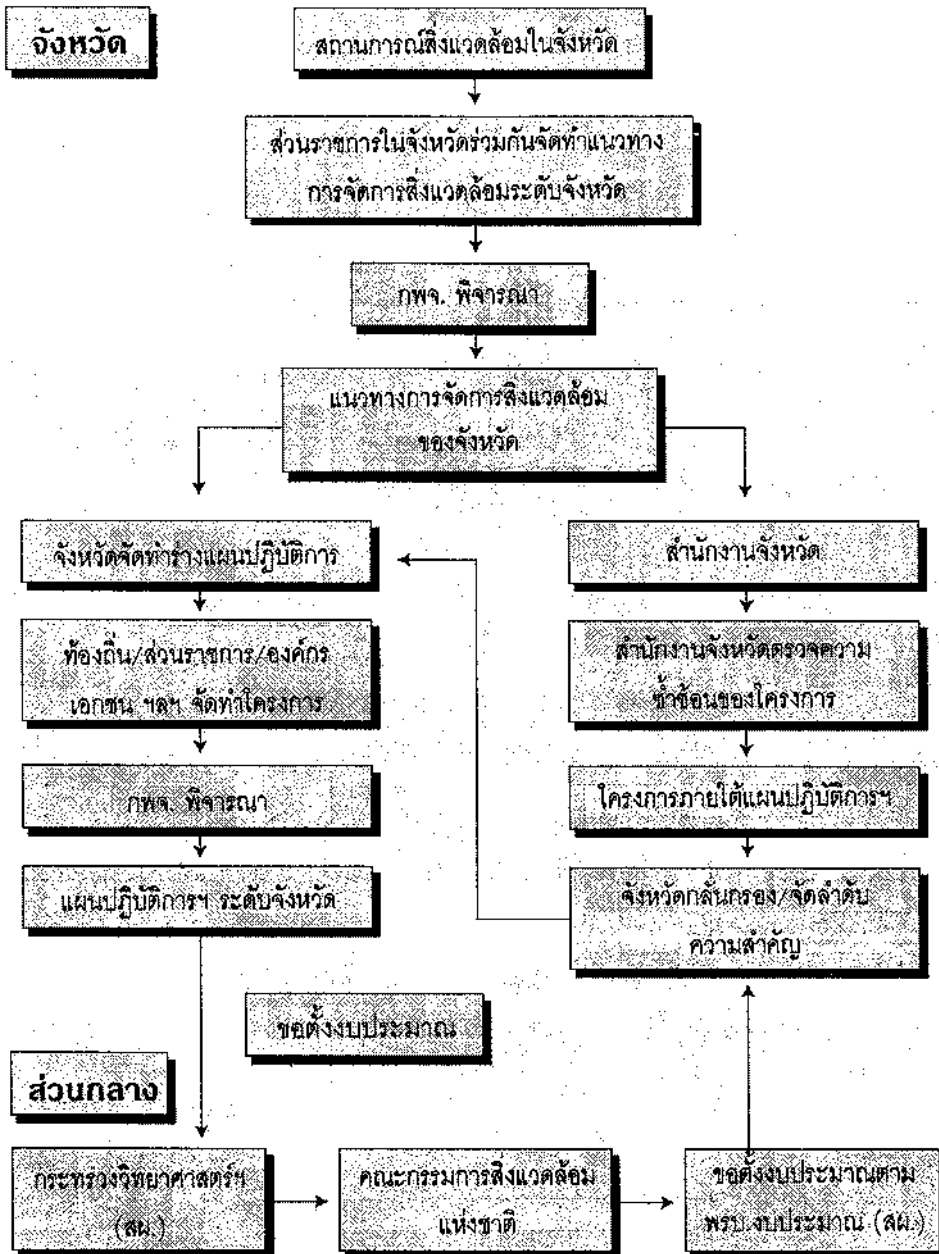 จังหวัด
สถานการณ์สิ่งแวดล้อมในจังหวัด
ส่วนราชการในจังหวัดร่วมกันจัดทำแนวทาง
การจัดการสิ่งแวดล้อมระดับจังหวัด
กพจ. พิจารณา
แนวทางการจัดการสิ่งแวดล้อม
ของจังหวัด
จังหวัดจัดทำร่างแผนปฏิบัติการ
ท้องถิ่น/ส่วนราชการ/องค์กร
เอกชน ฯลฯ จัดทำโครงการ
กพจ. พิจารณา
แผนปฏิบัติการฯ ระดับจังหวัด
สำนักงานจังหวัด
สำนักงานจังหวัดตรวจความ
ซ้ำซ้อนของโครงการ
โครงการภายใต้แผนปฏิบัติการฯ
จังหวัดกลั่นกรอง/จัดลำดับ
ความสำคัญ
ขอตั้งงบประมาณ
ส่วนกลาง
กระทรวงวิทยาศาสตร์ฯ
(สผ.)
คณะกรรมการสิ่งแวดล้อม
แห่งชาติ
ขอตั้งงบประมาณตาม
พรบ.งบประมาณ (สผ.)